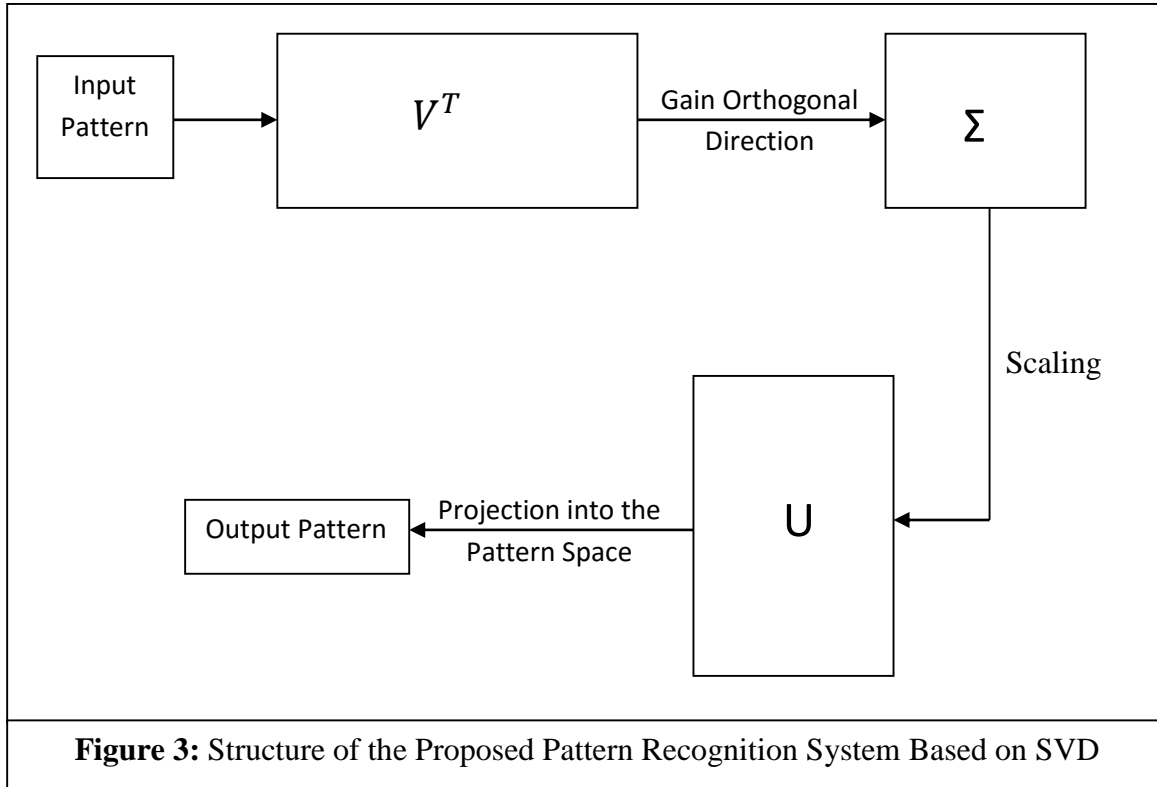 Input
Pattern
V^T
Gain Orthogonal
Direction
Σ
Scaling
U
Projection into the
Pattern Space
Output Pattern
Figure 3: Structure of the Proposed Pattern Recognition System Based on SVD